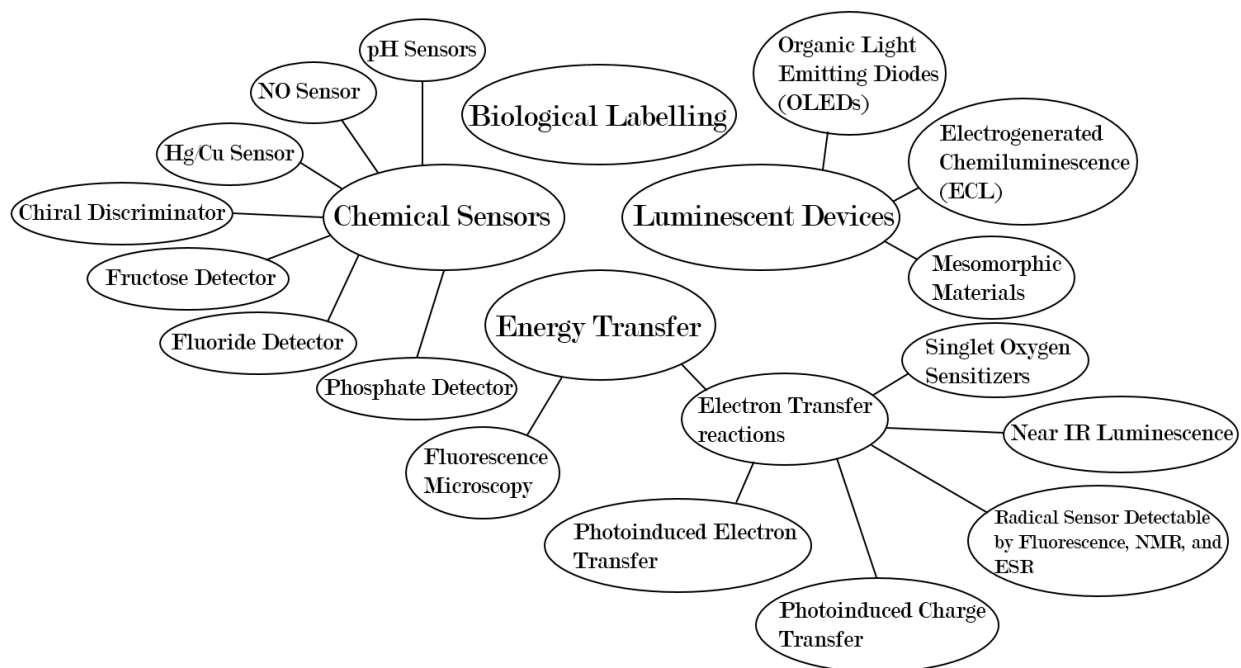 pH Sensors
NO Sensor
Hg/Cu Sensor
Chiral Discriminator
Fructose Detector
Fluoride Detector
Phosphate Detector
Chemical Sensors
Biological Labelling
Organic Light
Emitting Diodes
(OLEDs)
Electrogenerated
Chemiluminescence
(ECL)
Luminescent Devices
Mesomorphic
Materials
Energy Transfer
Singlet Oxygen
Sensitizers
Electron Transfer
reactions
Near IR Luminescence
Fluorescence
Microscopy
Radical Sensor Detectable
by Fluorescence, NMR, and
ESR
Photoinduced Electron
Transfer
Photoinduced Charge
Transfer